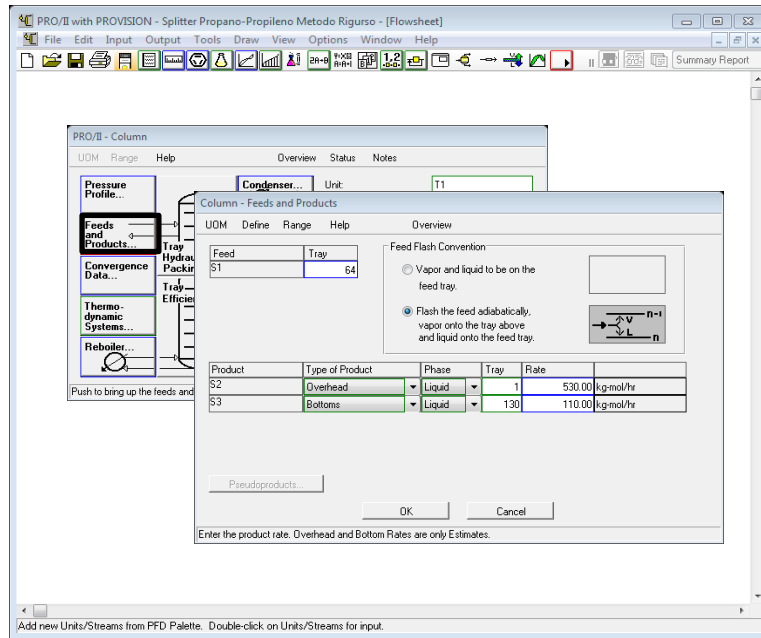 PRO/II with PROVISION - Splitter Propano-Propileno Metodo Rigurso - [Flowsheet]
File Edit Input Output Tools Draw View Options Window Help
Summary Report
PRO/II - Column
UOM Range Help Overview Status Notes
Pressure Profile...
Condenser...
Unit: T1
Feeds and Products...
Tray
Hydrau
Packin
Convergence Data...
Tray
Efficie
Thermo-
dynamic
Systems...
Reboiler...
Push to bring up the feeds and
Column - Feeds and Products
UOM Define Range Help Overview
Feed Tray
S1 64
Feed Flash Convention
Vapor and liquid to be on the
feed tray.
Flash the feed adiabatically,
vapor onto the tray above
and liquid onto the feed tray.
V n-1
L n
Product Type of Product Phase Tray Rate
S2 Overhead Liquid 1 530.00 kg-mol/hr
S3 Bottoms Liquid 130 110.00 kg-mol/hr
Pseudoproducts...
OK Cancel
Enter the product rate. Overhead and Bottom Rates are only Estimates.
Add new Units/Streams from PFD Palette. Double-click on Units/Streams for input.